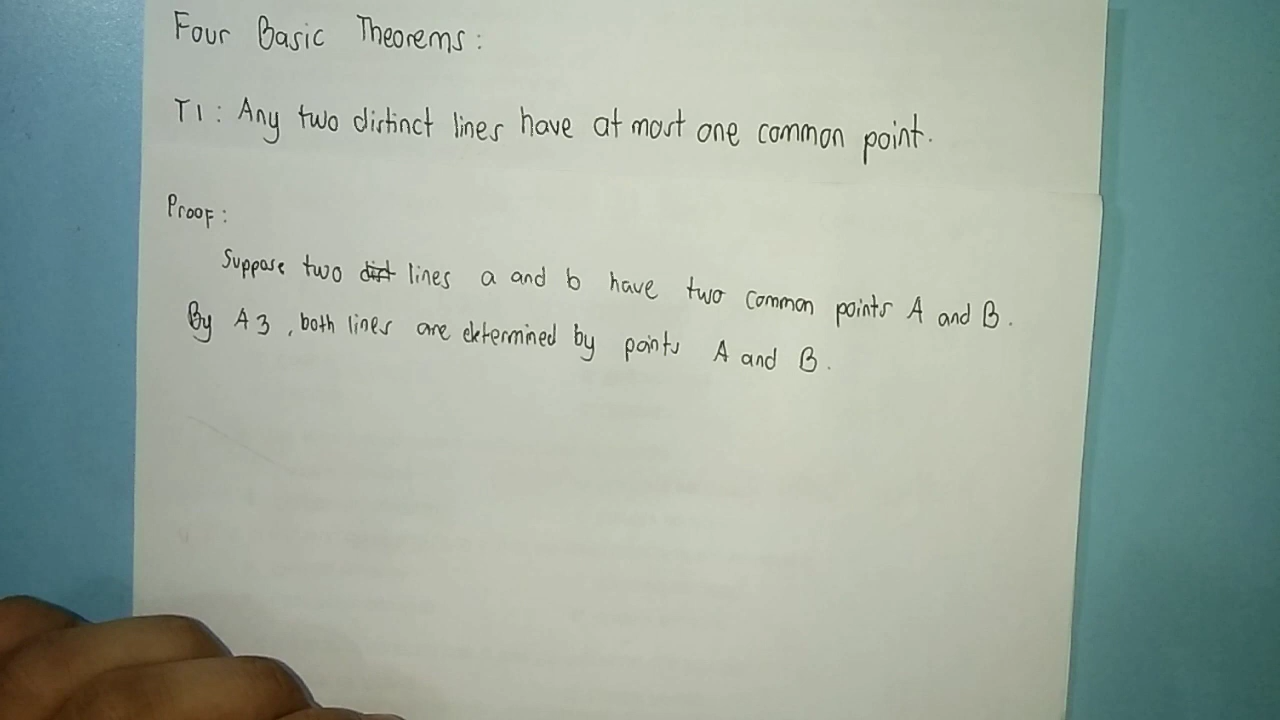 Four Basic Theorems:
T1: Any two distinct lines have at most one common point.
Proof:
Suppose two lines a and b have two common points A and B.
By A3, both lines are determined by points A and B.